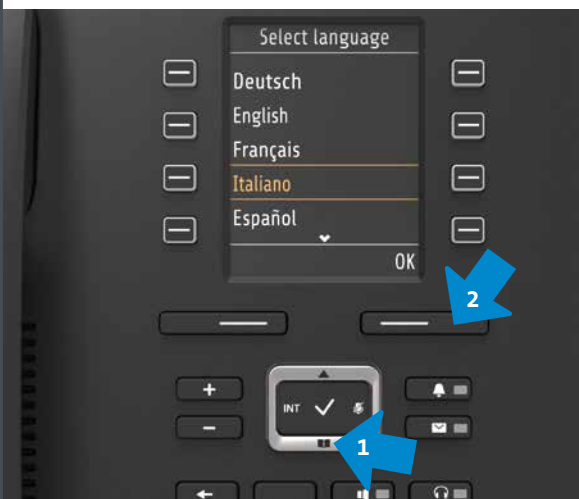 Select language
Deutsch
English
Français
Italiano
Español
OK
2
+
INT
−
1